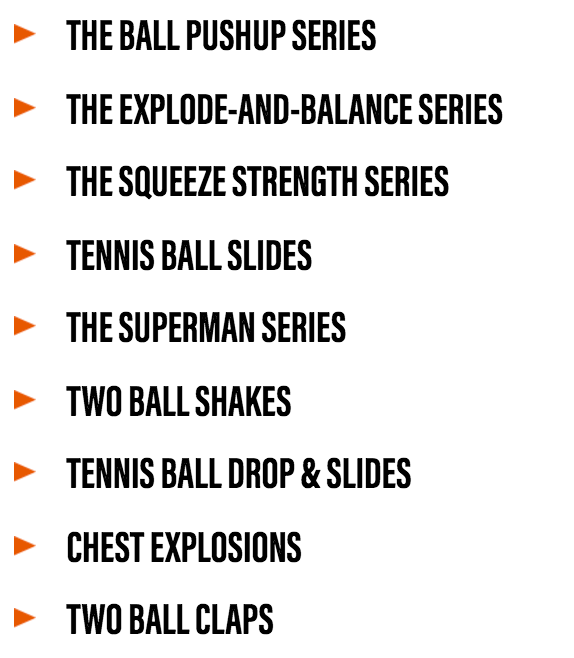 THE BALL PUSHUP SERIES
THE EXPLODE-AND-BALANCE SERIES
THE SQUEEZE STRENGTH SERIES
TENNIS BALL SLIDES
THE SUPERMAN SERIES
TWO BALL SHAKES
TENNIS BALL DROP & SLIDES
CHEST EXPLOSIONS
TWO BALL CLAPS